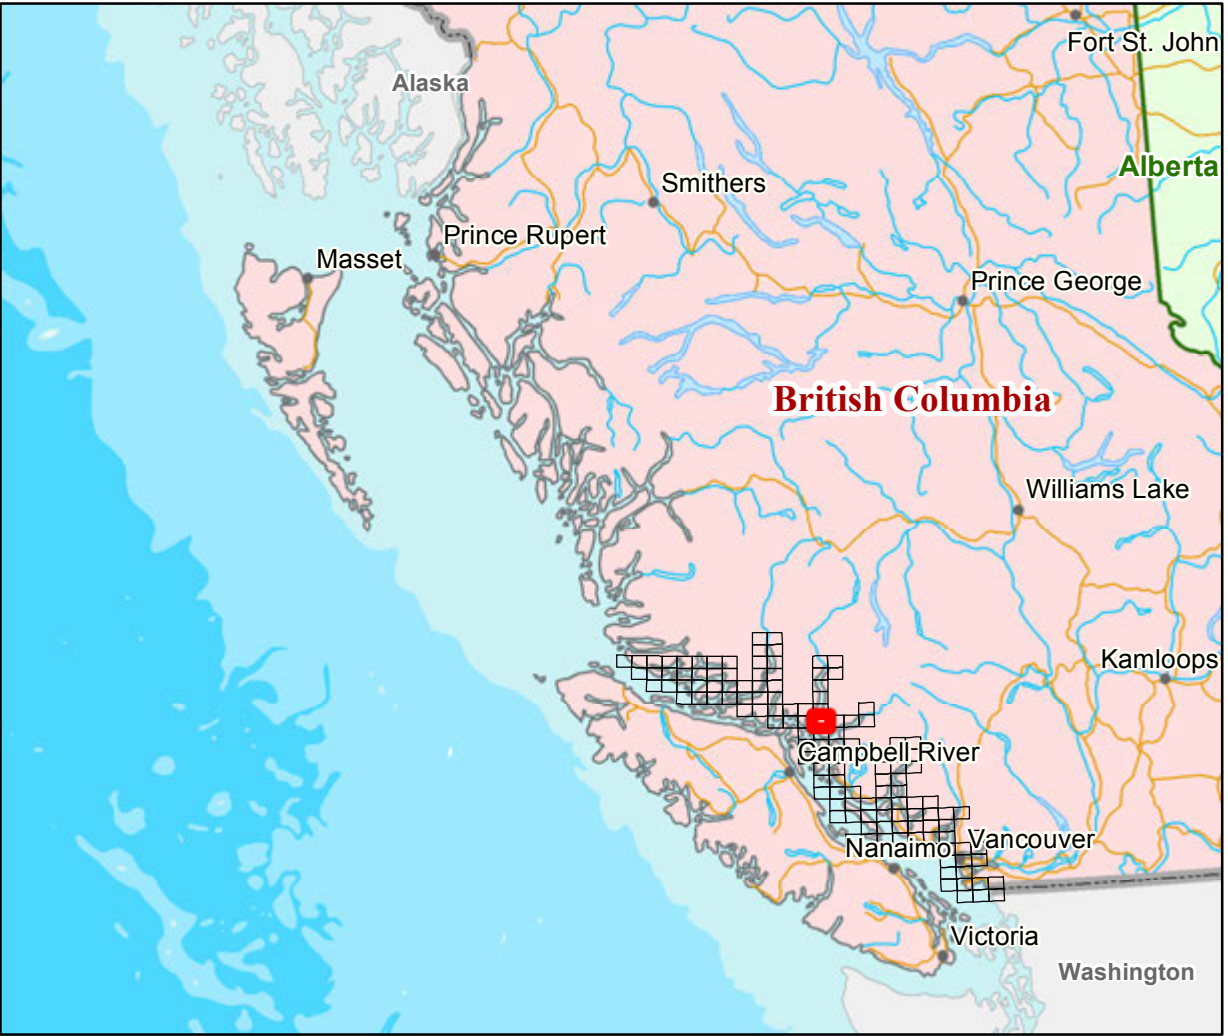 Fort St. John
Alaska
Alberta
Smithers
Prince Rupert
Masset
Prince George
British Columbia
Williams Lake
Kamloops
Campbell River
Vancouver
Nanaimo
Victoria
Washington